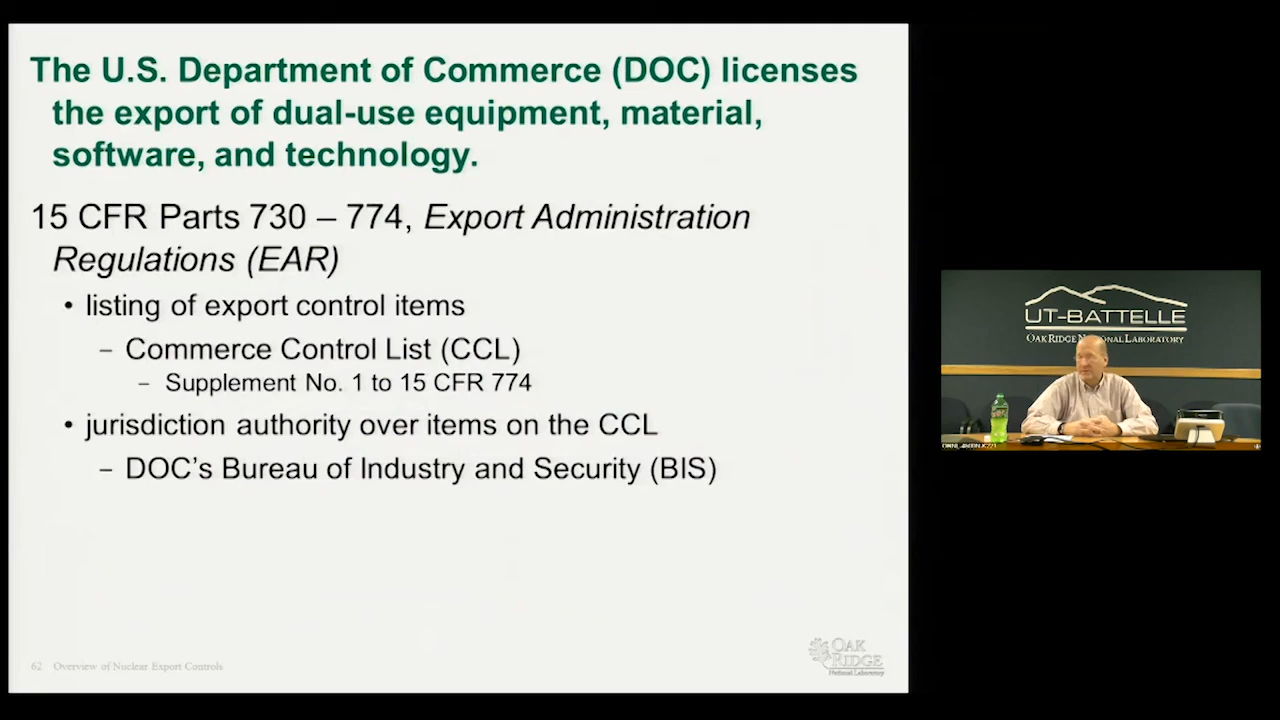 The U.S. Department of Commerce (DOC) licenses
the export of dual-use equipment, material,
software, and technology.
15 CFR Parts 730 – 774, Export Administration
Regulations (EAR)
• listing of export control items
– Commerce Control List (CCL)
– Supplement No. 1 to 15 CFR 774
• jurisdiction authority over items on the CCL
– DOC's Bureau of Industry and Security (BIS)
62 Overview of Nuclear Export Controls
OAK
RIDGE
National Laboratory
UT-BATTELLE
OAK RIDGE NATIONAL LABORATORY